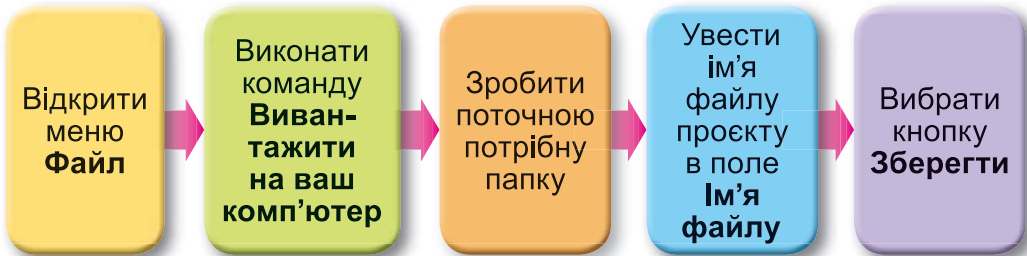 Відкрити
меню
Файл
Виконати
команду
Виван-
тажити
на ваш
комп’ютер
Зробити
поточною
потрібну
папку
Увести
ім’я
файлу
проєкту
в поле
Ім’я
файлу
Вибрати
кнопку
Зберегти